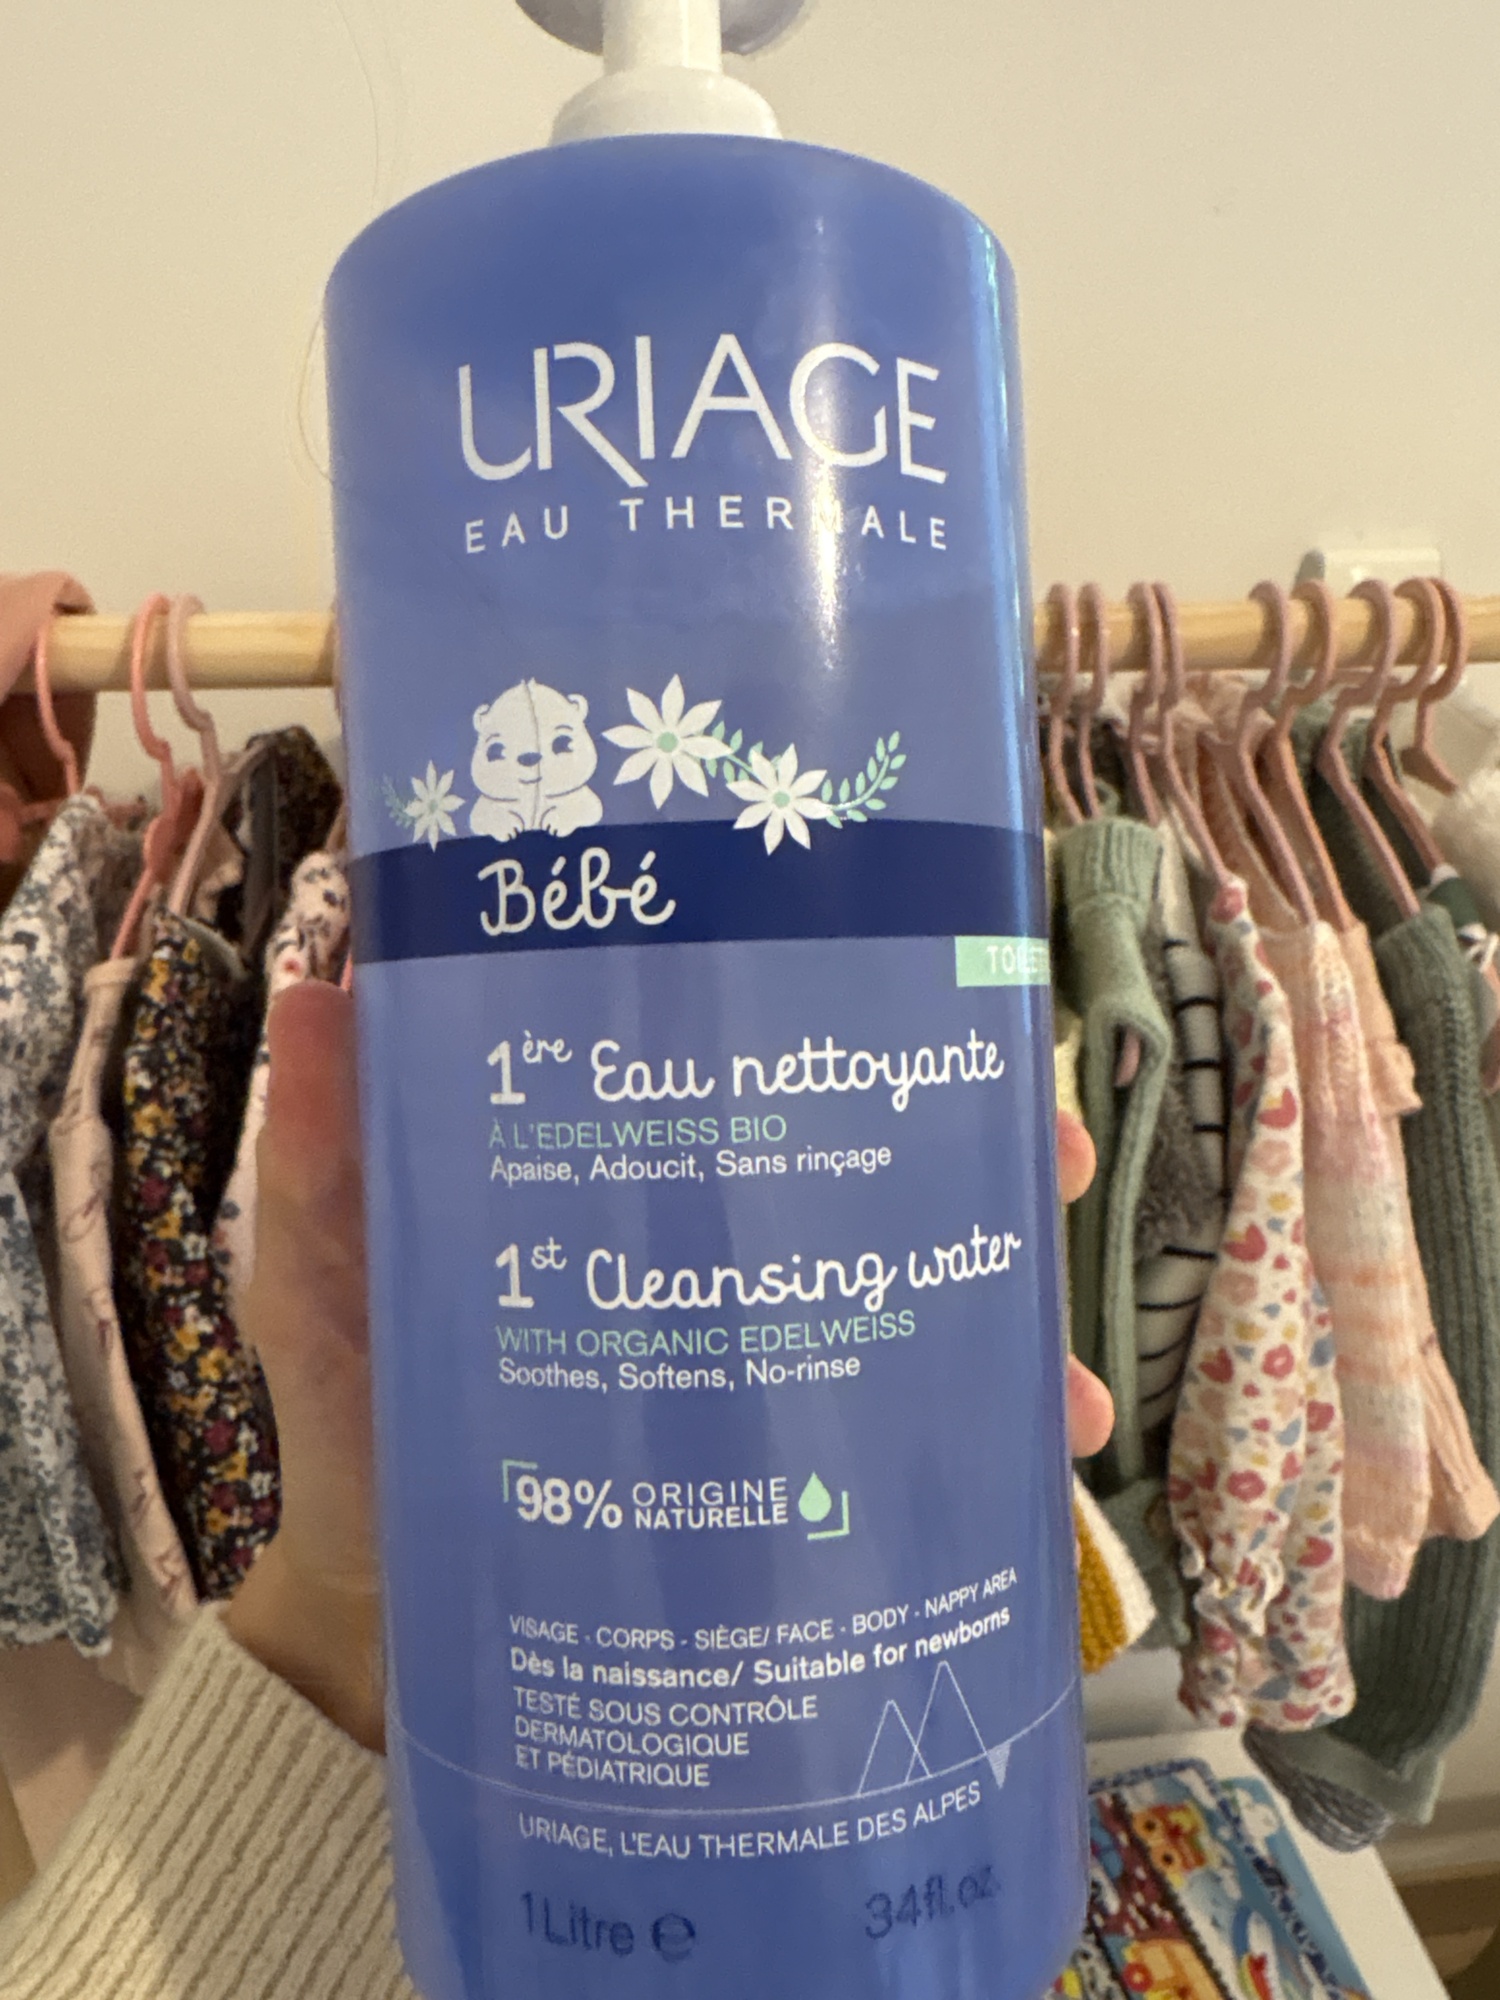 URIAGE
EAU THERMALE
Bébé
1ère Eau nettoyante
À L'EDELWEISS BIO
Apaise, Adoucit, Sans rinçage
1st Cleansing water
WITH ORGANIC EDELWEISS
Soothes, Softens, No-rinse
98% ORIGINE
NATURELLE
VISAGE - CORPS - SIÈGE/ FACE - BODY - NAPPY AREA
Dès la naissance/ Suitable for newborns
TESTÉ SOUS CONTRÔLE
DERMATOLOGIQUE
ET PÉDIATRIQUE
URIAGE, L'EAU THERMALE DES ALPES
1 Litre e 34fl.oz.